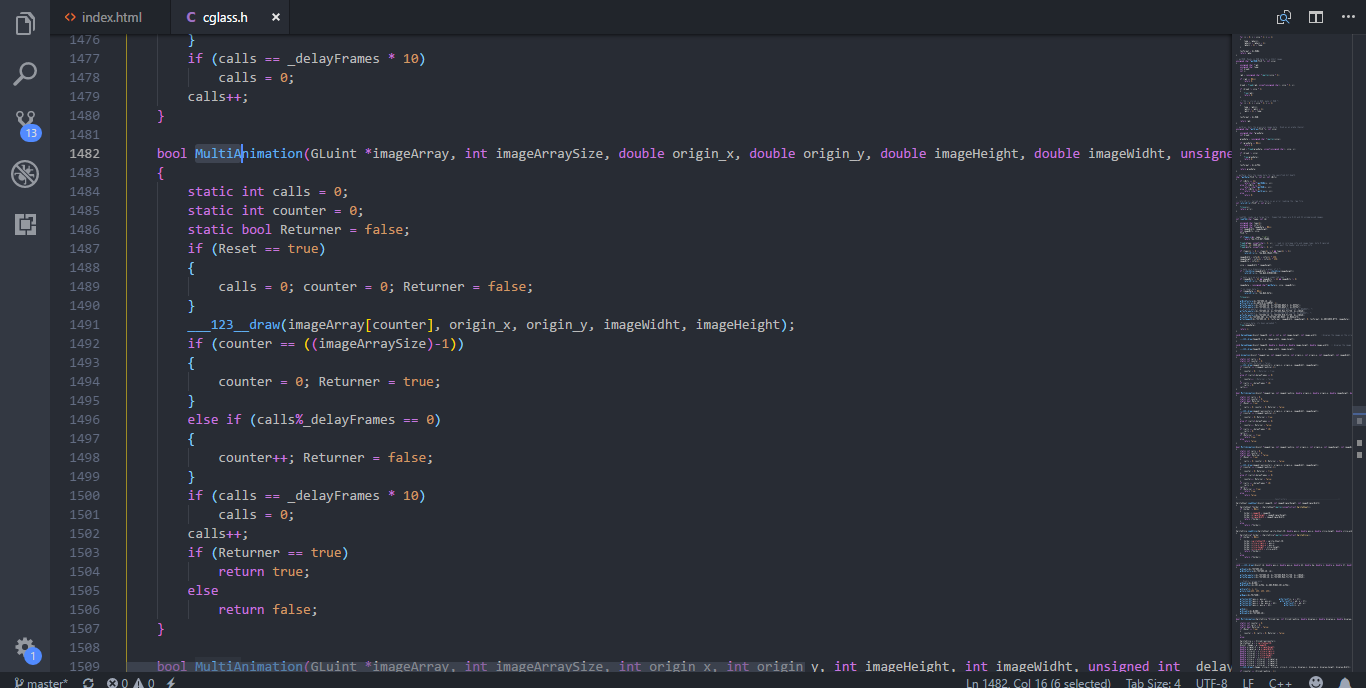 index.html
cglass.h
1476 }
1477 if (calls == _delayFrames * 10)
1478 calls = 0;
1479 calls++;
1480 }
1481
1482 bool MultiAnimation(GLuint *imageArray, int imageArraySize, double origin_x, double origin_y, double imageHeight, double imageWidht, unsigne
1483 {
1484 static int calls = 0;
1485 static int counter = 0;
1486 static bool Returner = false;
1487 if (Reset == true)
1488 {
1489 calls = 0; counter = 0; Returner = false;
1490 }
1491 ___123__draw(imageArray[counter], origin_x, origin_y, imageWidht, imageHeight);
1492 if (counter == ((imageArraySize)-1))
1493 {
1494 counter = 0; Returner = true;
1495 }
1496 else if (calls%_delayFrames == 0)
1497 {
1498 counter++; Returner = false;
1499 }
1500 if (calls == _delayFrames * 10)
1501 calls = 0;
1502 calls++;
1503 if (Returner == true)
1504 return true;
1505 else
1506 return false;
1507 }
1508
1509 bool MultiAnimation(GLuint *imageArray, int imageArraySize, int origin_x, int origin_y, int imageHeight, int imageWidht, unsigned int _delay
13
1
master* 0 0 Ln 1482, Col 16 (6 selected) Tab Size: 4 UTF-8 LF C++